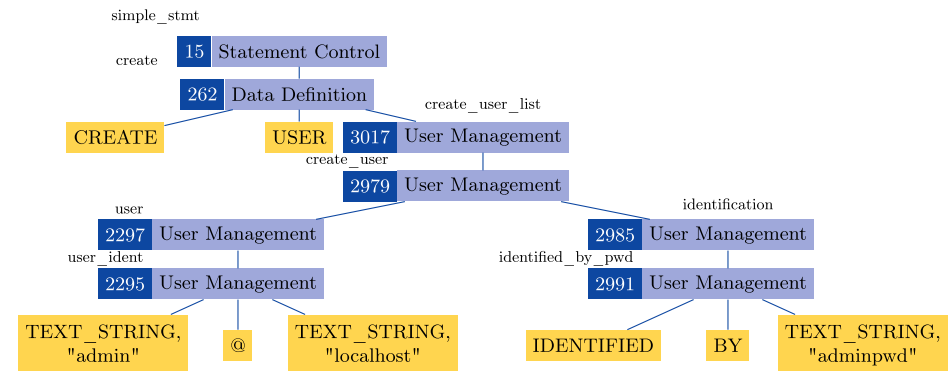 simple_stmt
15 Statement Control
create
262 Data Definition
create_user_list
CREATE USER 3017 User Management
create_user
2979 User Management
user identification
2297 User Management 2985 User Management
user_ident identified_by_pwd
2295 User Management 2991 User Management
TEXT_STRING, "admin" @ TEXT_STRING, "localhost" IDENTIFIED BY TEXT_STRING, "adminpwd"